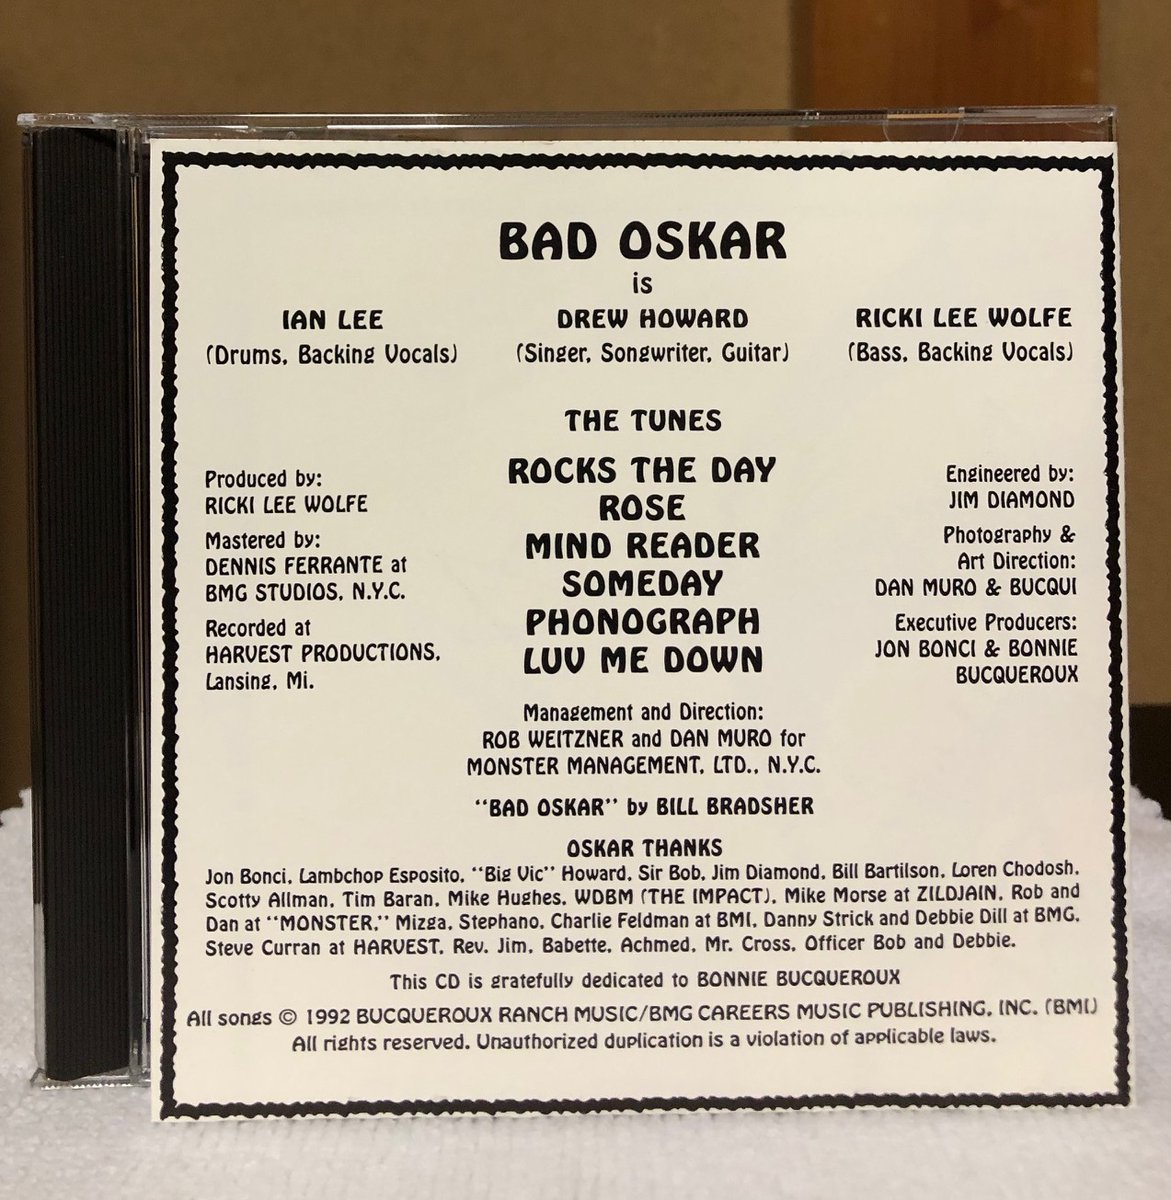 BAD OSKAR
is
IAN LEE
(Drums, Backing Vocals)
DREW HOWARD
(Singer, Songwriter, Guitar)
RICKI LEE WOLFE
(Bass, Backing Vocals)
THE TUNES
ROCKS THE DAY
ROSE
MIND READER
SOMEDAY
PHONOGRAPH
LUV ME DOWN
Produced by:
RICKI LEE WOLFE
Mastered by:
DENNIS FERRANTE at
BMG STUDIOS, N.Y.C.
Recorded at
HARVEST PRODUCTIONS,
Lansing, Mi.
Engineered by:
JIM DIAMOND
Photography &
Art Direction:
DAN MURO & BUCQUI
Executive Producers:
JON BONCI & BONNIE
BUCQUEROUX
Management and Direction:
ROB WEITZNER and DAN MURO for
MONSTER MANAGEMENT, LTD., N.Y.C.
"BAD OSKAR" by BILL BRADSHER
OSKAR THANKS
Jon Bonci, Lambchop Esposito, "Big Vic" Howard, Sir Bob, Jim Diamond, Bill Bartilson, Loren Chodosh,
Scotty Allman, Tim Baran, Mike Hughes, WDBM (THE IMPACT), Mike Morse at ZILDJAIN, Rob and
Dan at "MONSTER," Mizga, Stephano, Charlie Feldman at BMI, Danny Strick and Debbie Dill at BMG,
Steve Curran at HARVEST, Rev. Jim, Babette, Achmed, Mr. Cross, Officer Bob and Debbie.
This CD is gratefully dedicated to BONNIE BUCQUEROUX
All songs © 1992 BUCQUEROUX RANCH MUSIC/BMG CAREERS MUSIC PUBLISHING, INC. (BMI)
All rights reserved. Unauthorized duplication is a violation of applicable laws.